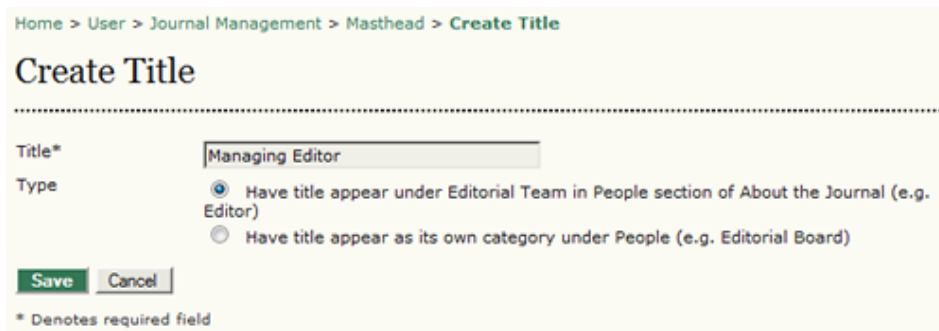 Home > User > Journal Management > Masthead > Create Title
Create Title
Title*
Managing Editor
Type
Have title appear under Editorial Team in People section of About the Journal (e.g.
Editor)
Have title appear as its own category under People (e.g. Editorial Board)
Save Cancel
* Denotes required field